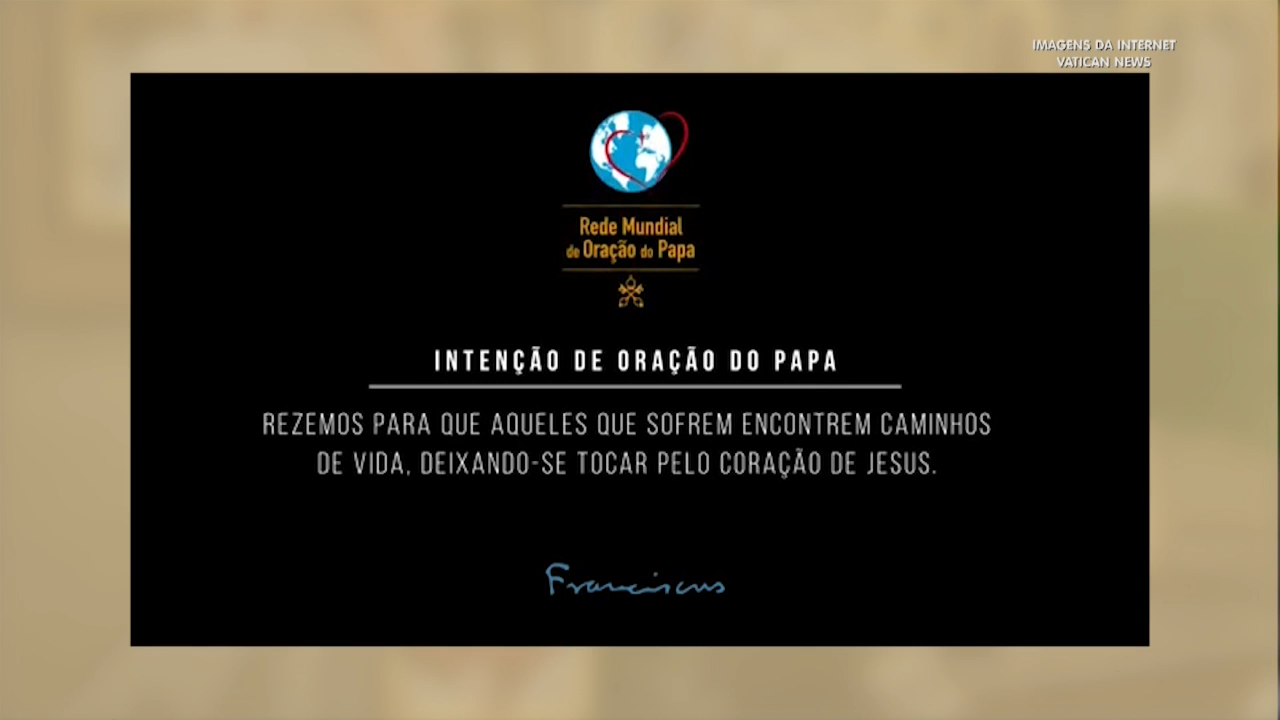 IMAGENS DA INTERNET
VATICAN NEWS
Rede Mundial
de Oração do Papa
INTENÇÃO DE ORAÇÃO DO PAPA
REZEMOS PARA QUE AQUELES QUE SOFREM ENCONTREM CAMINHOS
DE VIDA, DEIXANDO-SE TOCAR PELO CORAÇÃO DE JESUS.
Franciscus